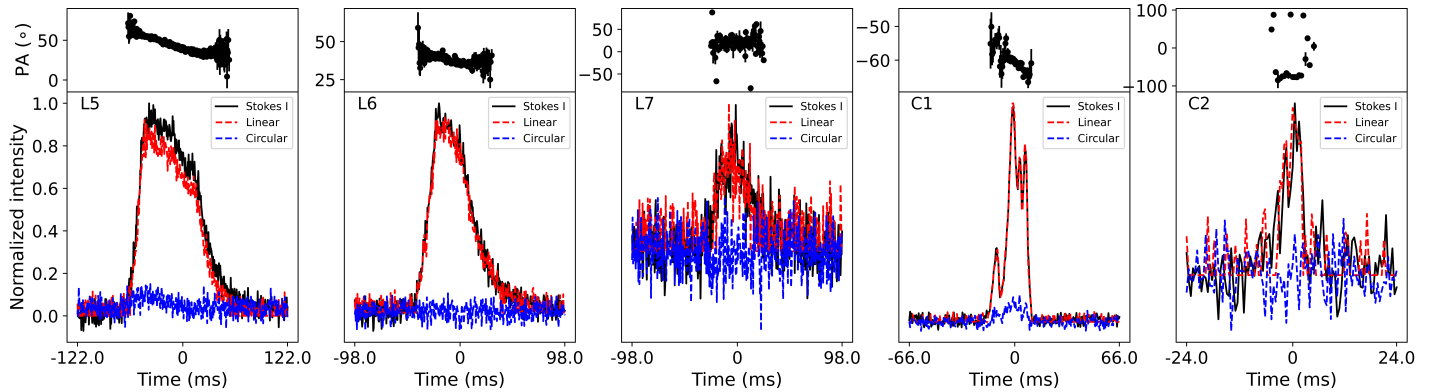 PA (∘)
50
0
50
25
50
0
−50
−50
−60
100
0
−100
Normalized intensity
1.0
0.8
0.6
0.4
0.2
0.0
L5
Stokes I
Linear
Circular
L6
Stokes I
Linear
Circular
L7
Stokes I
Linear
Circular
C1
Stokes I
Linear
Circular
C2
Stokes I
Linear
Circular
-122.0 0 122.0
-98.0 0 98.0
-98.0 0 98.0
-66.0 0 66.0
-24.0 0 24.0
Time (ms)
Time (ms)
Time (ms)
Time (ms)
Time (ms)